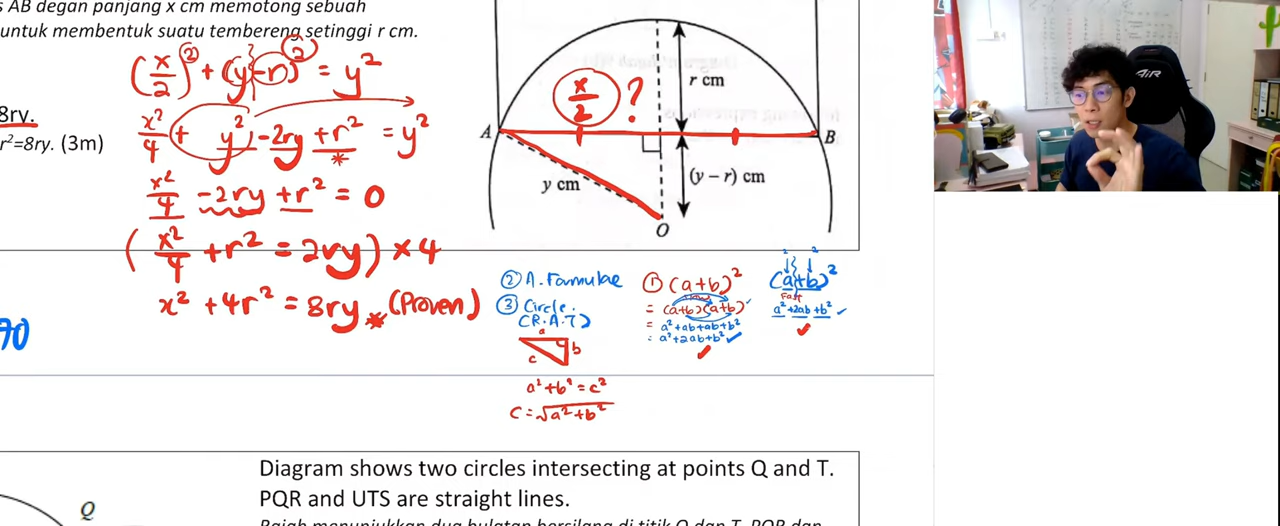 AB degan panjang x cm memotong sebuah
untuk membentuk suatu tembereng setinggi r cm.
(x/2)² + (y-r)² = y²
8ry.
x²/4 + y² - 2ry + r² = y²
r²=8ry. (3m)
x²/4 - 2ry + r² = 0
(x²/4 + r² = 2ry) × 4
x² + 4r² = 8ry * (Proven)
70
r cm
x/2 ?
A
B
y cm
(y − r) cm
O
② A. Formulae
③ Circle.
(R.A.T)
a
b
c
a² + b² = c²
c = √a² + b²
① (a+b)²
= (a+b)(a+b)
= a² + ab + ab + b²
= a² + 2ab + b²
(a+b)²
Fast
a² + 2ab + b²
AiR
Diagram shows two circles intersecting at points Q and T.
PQR and UTS are straight lines.
Q
Rajah menunjukkan dua bulatan bersilang di titik Q dan T. PQR dan